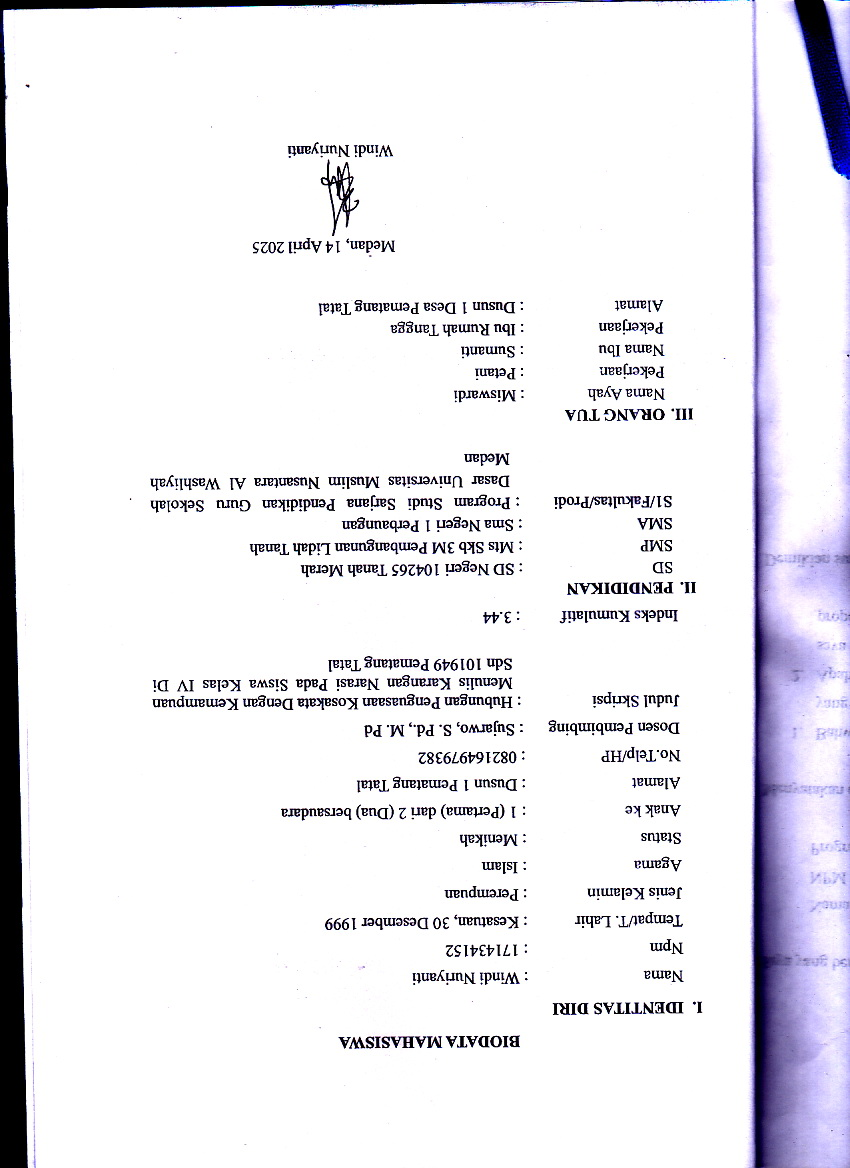 BIODATA MAHASISWA
I. IDENTITAS DIRI
Nama : Windi Nuriyanti
Npm : 171434152
Tempat/T. Lahir : Kesatuan, 30 Desember 1999
Jenis Kelamin : Perempuan
Agama : Islam
Status : Menikah
Anak ke : 1 (Pertama) dari 2 (Dua) bersaudara
Alamat : Dusun 1 Pematang Tatal
No.Telp/HP : 082164979382
Dosen Pembimbing : Sujarwo, S. Pd., M. Pd
Judul Skripsi : Hubungan Penguasaan Kosakata Dengan Kemampuan
Menulis Karangan Narasi Pada Siswa Kelas IV Di
Sdn 101949 Pematang Tatal
Indeks Kumulatif : 3.44
II. PENDIDIKAN
SD : SD Negeri 104265 Tanah Merah
SMP : Mts Skb 3M Pembangunan Lidah Tanah
SMA : Sma Negeri 1 Perbaungan
S1/Fakultas/Prodi : Program Studi Sarjana Pendidikan Guru Sekolah
Dasar Universitas Muslim Nusantara Al Washliyah
Medan
III. ORANG TUA
Nama Ayah : Miswardi
Pekerjaan : Petani
Nama Ibu : Sumanti
Pekerjaan : Ibu Rumah Tangga
Alamat : Dusun 1 Desa Pematang Tatal
Medan, 14 April 2025
Windi Nuriyanti